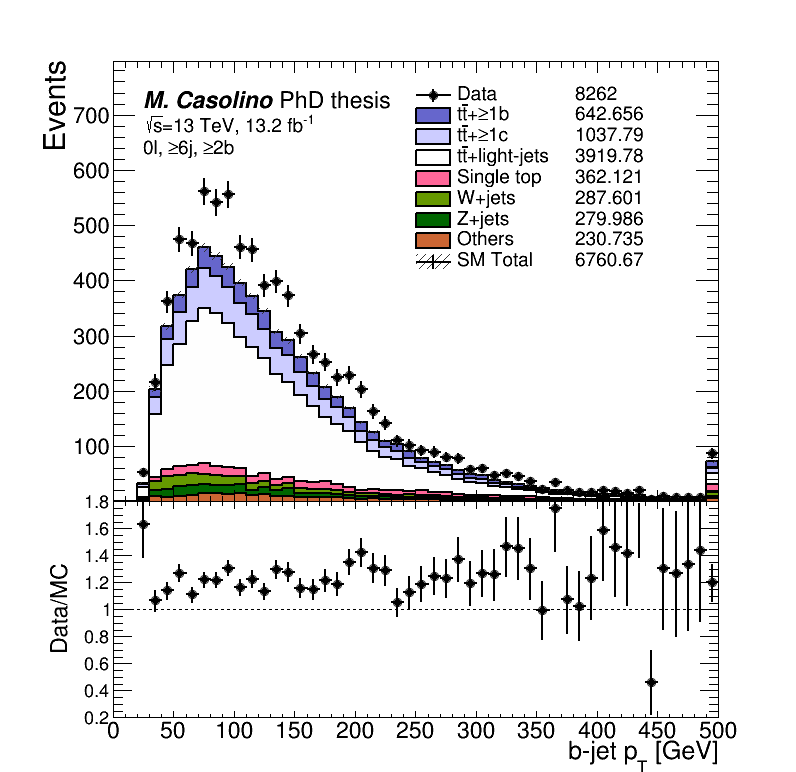 Events
M. Casolino PhD thesis
√s=13 TeV, 13.2 fb⁻¹
0l, ≥6j, ≥2b
Data 8262
tt̄+≥1b 642.656
tt̄+≥1c 1037.79
tt̄+light-jets 3919.78
Single top 362.121
W+jets 287.601
Z+jets 279.986
Others 230.735
SM Total 6760.67
700
600
500
400
300
200
100
Data/MC
1.8
1.6
1.4
1.2
1
0.8
0.6
0.4
0.2
0 50 100 150 200 250 300 350 400 450 500
b-jet p_T [GeV]